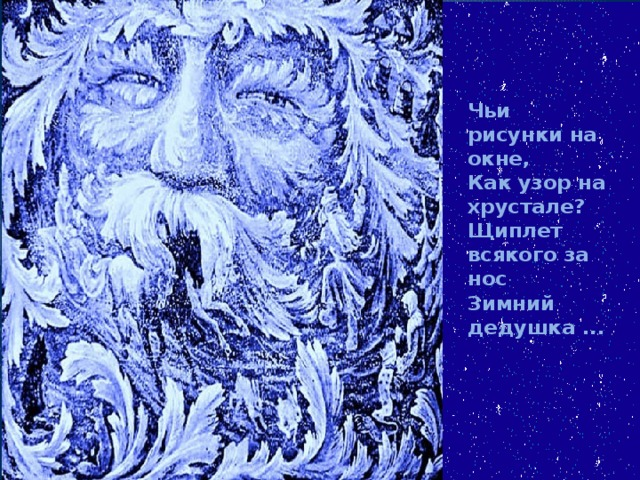 Чьи
рисунки на
окне,
Как узор на
хрустале?
Щиплет
всякого за
нос
Зимний
дедушка ...